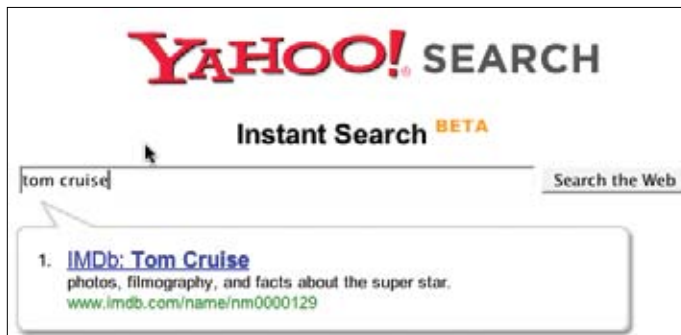 YAHOO! SEARCH
Instant Search BETA
tom cruise Search the Web
1. IMDb: Tom Cruise
photos, filmography, and facts about the super star.
www.imdb.com/name/nm0000129